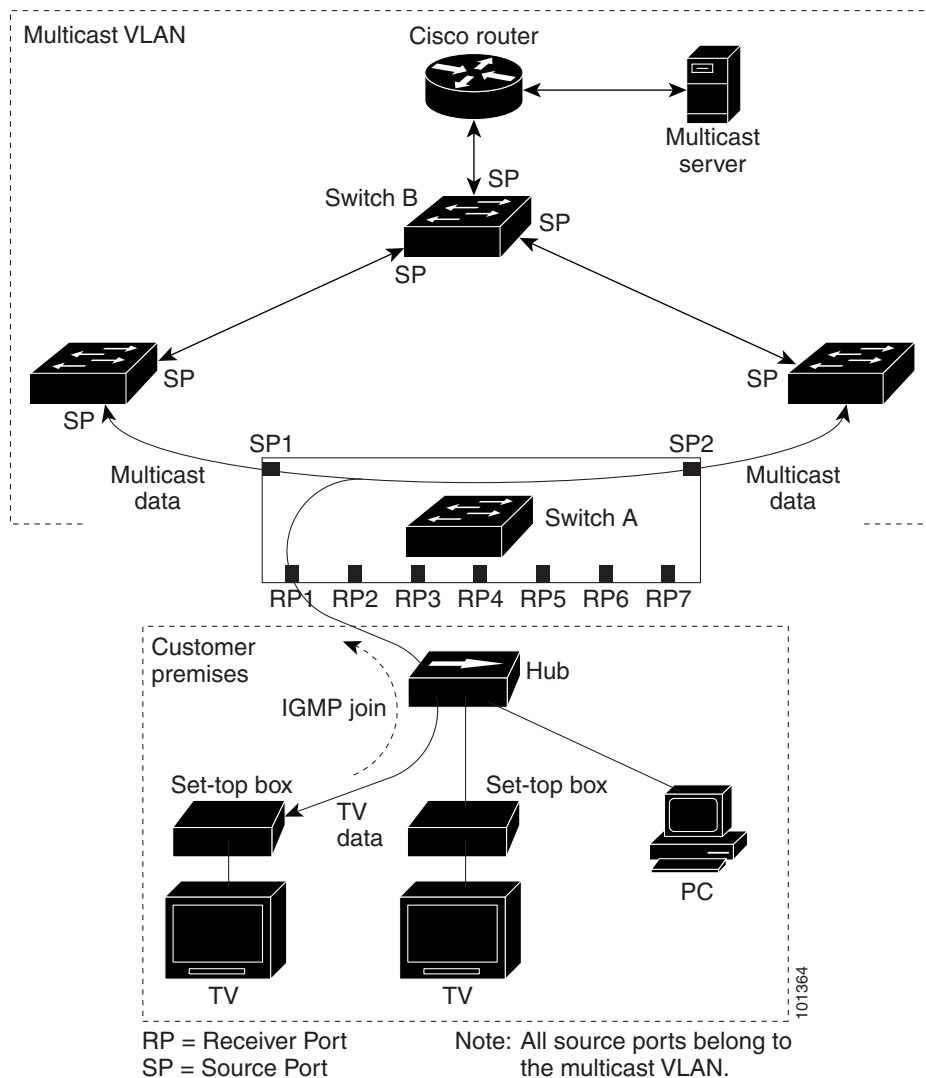 Multicast VLAN
Cisco router
Multicast
server
SP
Switch B
SP
SP
SP
SP
SP
SP1
SP2
Multicast
data
Multicast
data
Switch A
RP1 RP2 RP3 RP4 RP5 RP6 RP7
Customer
premises
Hub
IGMP join
Set-top box
Set-top box
TV
data
PC
TV
TV
101364
RP = Receiver Port
SP = Source Port
Note: All source ports belong to
the multicast VLAN.